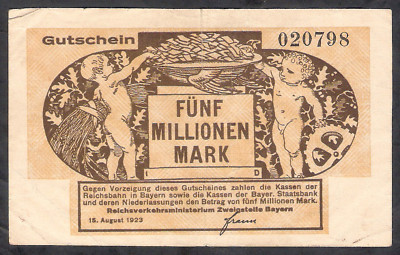 Gutschein 020798
FÜNF
MILLIONEN
MARK
I D
Gegen Vorzeigung dieses Gutscheines zahlen die Kassen der
Reichsbahn in Bayern sowie die Kassen der Bayer. Staatsbank
und deren Niederlassungen den Betrag von fünf Millionen Mark.
Reichsverkehrsministerium Zweigstelle Bayern
15. August 1923